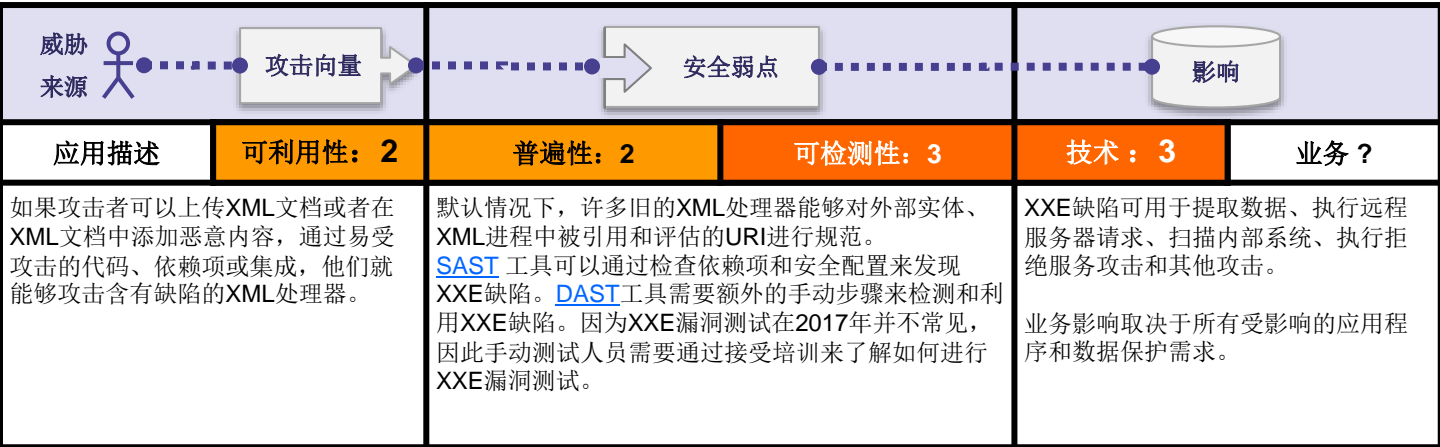 威胁
来源
攻击向量
安全弱点
影响
应用描述
可利用性：2
普遍性：2
可检测性：3
技术 ：3
业务 ?
如果攻击者可以上传XML文档或者在
XML文档中添加恶意内容，通过易受
攻击的代码、依赖项或集成，他们就
能够攻击含有缺陷的XML处理器。
默认情况下，许多旧的XML处理器能够对外部实体、
XML进程中被引用和评估的URI进行规范。
SAST 工具可以通过检查依赖项和安全配置来发现
XXE缺陷。DAST工具需要额外的手动步骤来检测和利
用XXE缺陷。因为XXE漏洞测试在2017年并不常见，
因此手动测试人员需要通过接受培训来了解如何进行
XXE漏洞测试。
XXE缺陷可用于提取数据、执行远程
服务器请求、扫描内部系统、执行拒
绝服务攻击和其他攻击。
业务影响取决于所有受影响的应用程
序和数据保护需求。